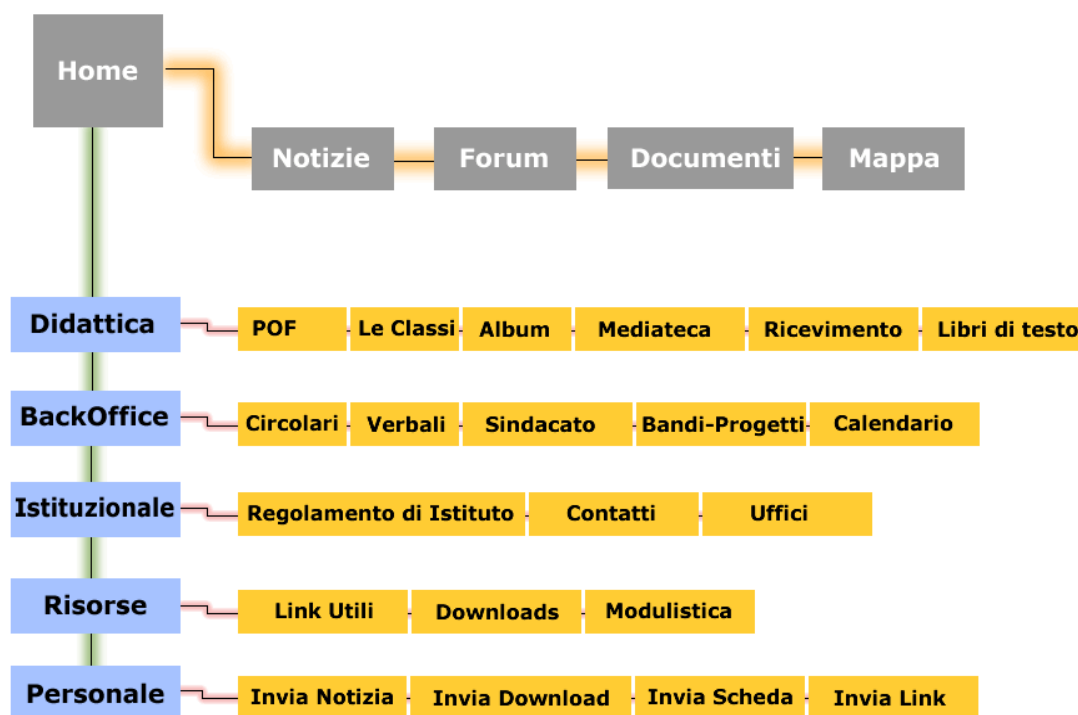 Home
Notizie Forum Documenti Mappa
Didattica POF Le Classi Album Mediateca Ricevimento Libri di testo
BackOffice Circolari Verbali Sindacato Bandi-Progetti Calendario
Istituzionale Regolamento di Istituto Contatti Uffici
Risorse Link Utili Downloads Modulistica
Personale Invia Notizia Invia Download Invia Scheda Invia Link